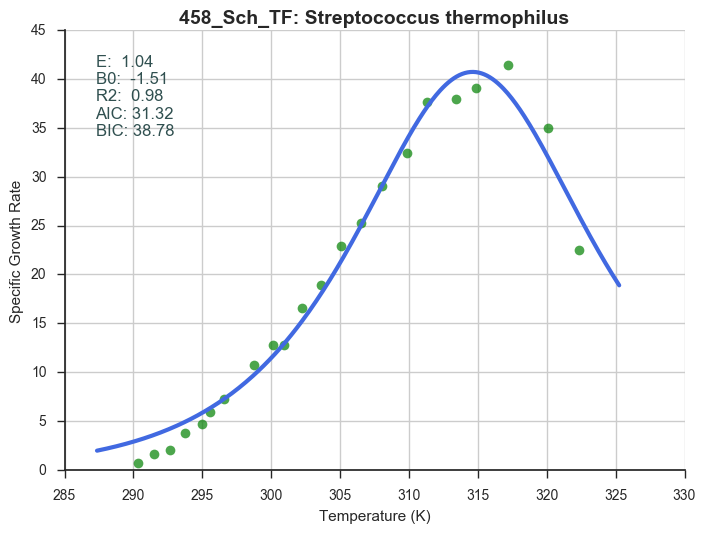 458_Sch_TF: Streptococcus thermophilus
45
40
35
30
25
20
15
10
5
0
E:  1.04
B0:  -1.51
R2:  0.98
AIC: 31.32
BIC: 38.78
Specific Growth Rate
285 290 295 300 305 310 315 320 325 330
Temperature (K)